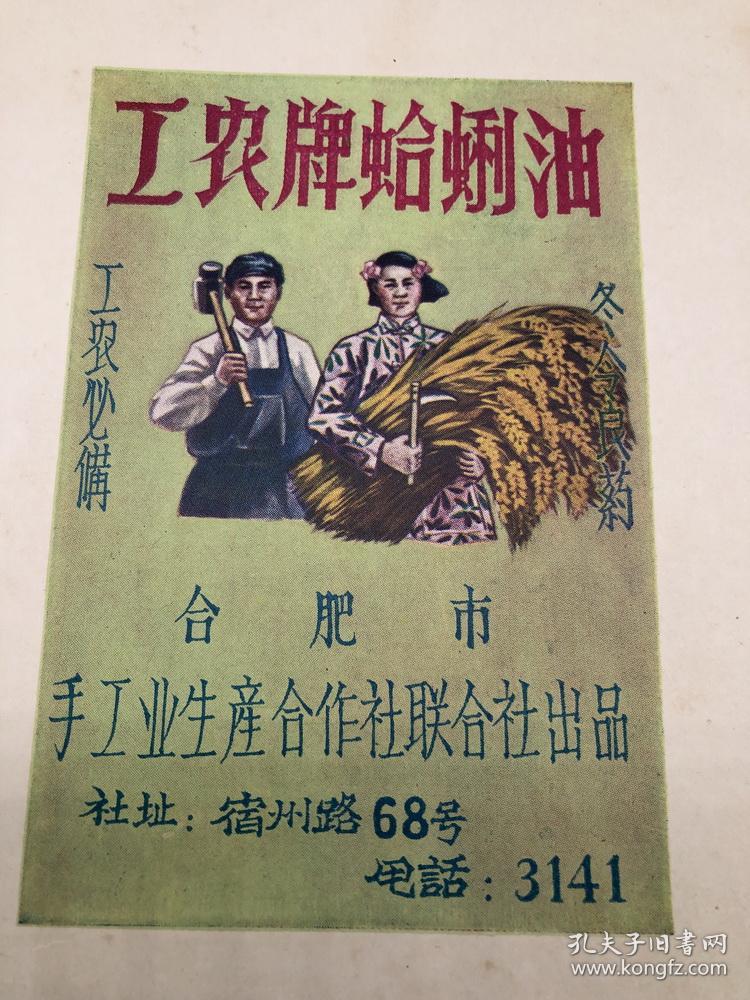 工农牌蛤蜊油
工农必備
冬令良药
合肥市
手工业生産合作社联合社出品
社址：宿州路68号
电話：3141
孔夫子旧書网
www.kongfz.com